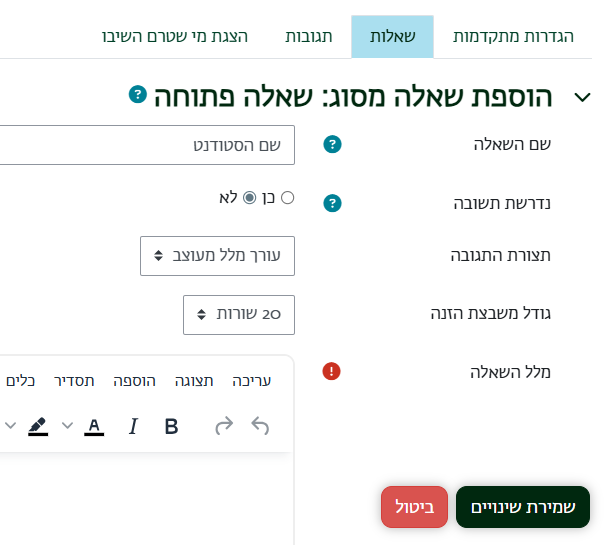 הגדרות מתקדמות שאלות תגובות הצגת מי שטרם השיבו
הוספת שאלה מסוג: שאלה פתוחה
שם השאלה שם הסטודנט
נדרשת תשובה כן לא
תצורת התגובה עורך מלל מעוצב
גודל משבצת הזנה 20 שורות
מלל השאלה
עריכה תצוגה הוספה תסדיר כלים
B I A
שמירת שינויים ביטול